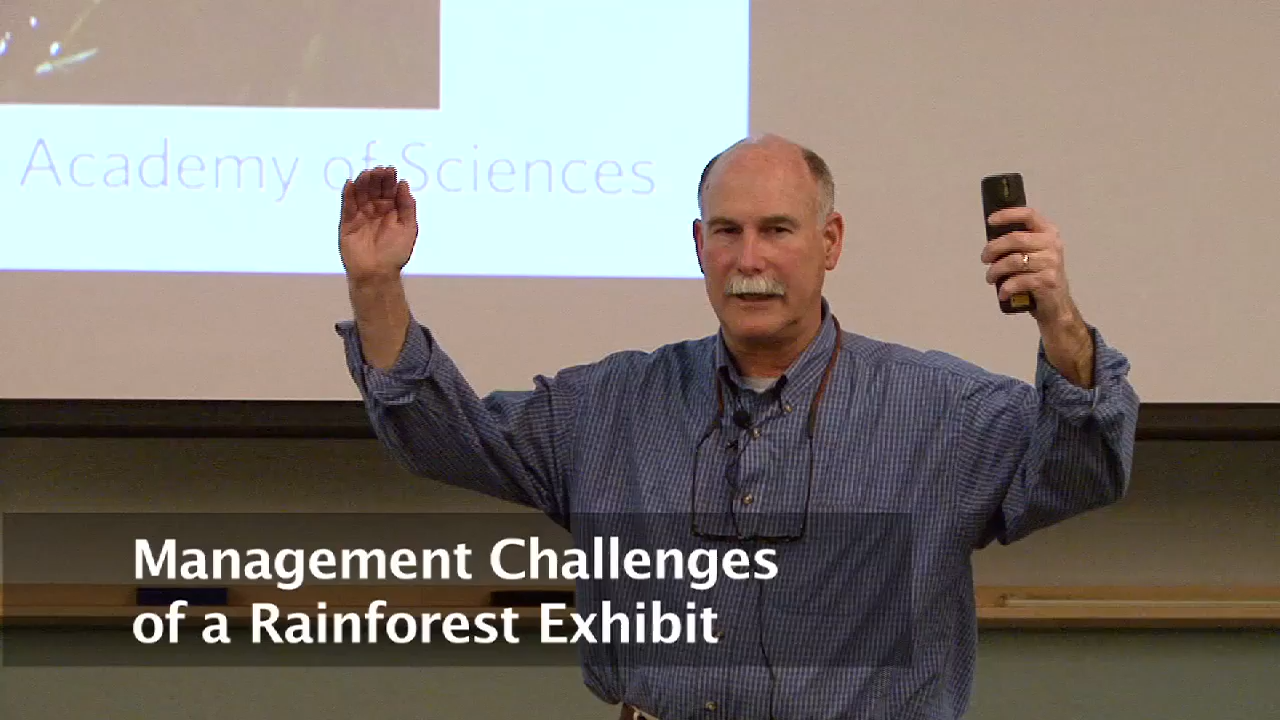 Academy of Sciences
Management Challenges
of a Rainforest Exhibit